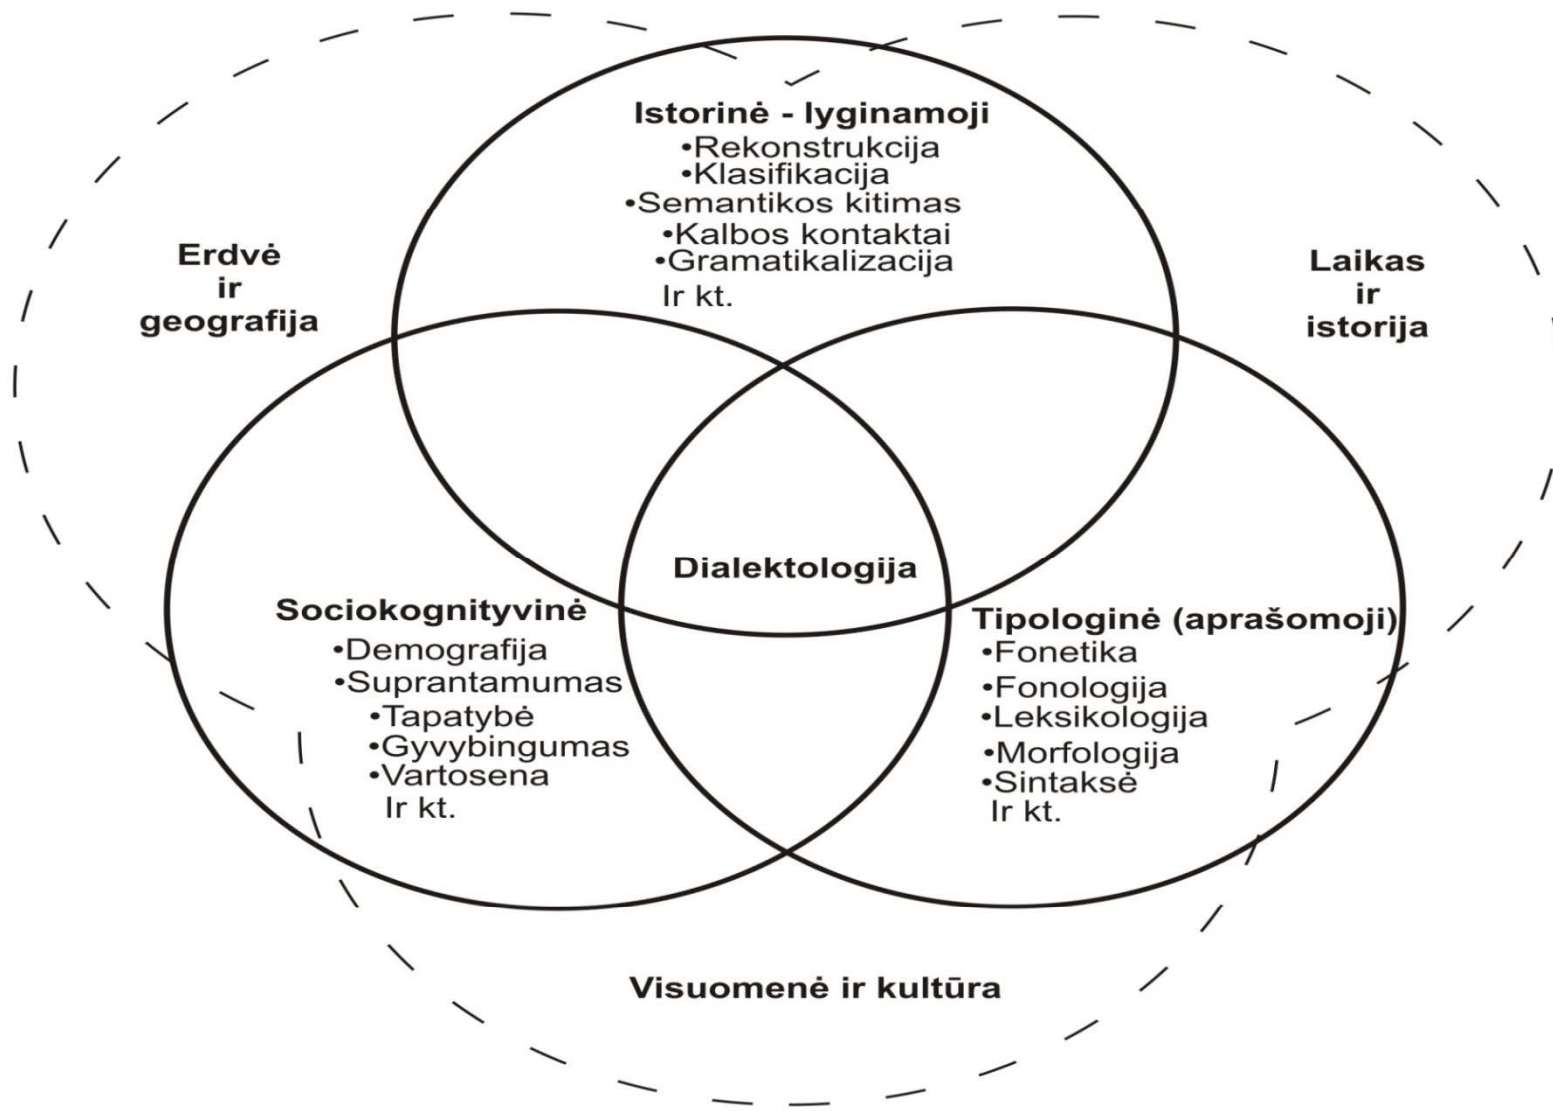 Istorinė - lyginamoji
•Rekonstrukcija
•Klasifikacija
•Semantikos kitimas
•Kalbos kontaktai
•Gramatikalizacija
Ir kt.
Erdvė
ir
geografija
Laikas
ir
istorija
Dialektologija
Sociokognityvinė
•Demografija
•Suprantamumas
•Tapatybė
•Gyvybingumas
•Vartosena
Ir kt.
Tipologinė (aprašomoji)
•Fonetika
•Fonologija
•Leksikologija
•Morfologija
•Sintaksė
Ir kt.
Visuomenė ir kultūra